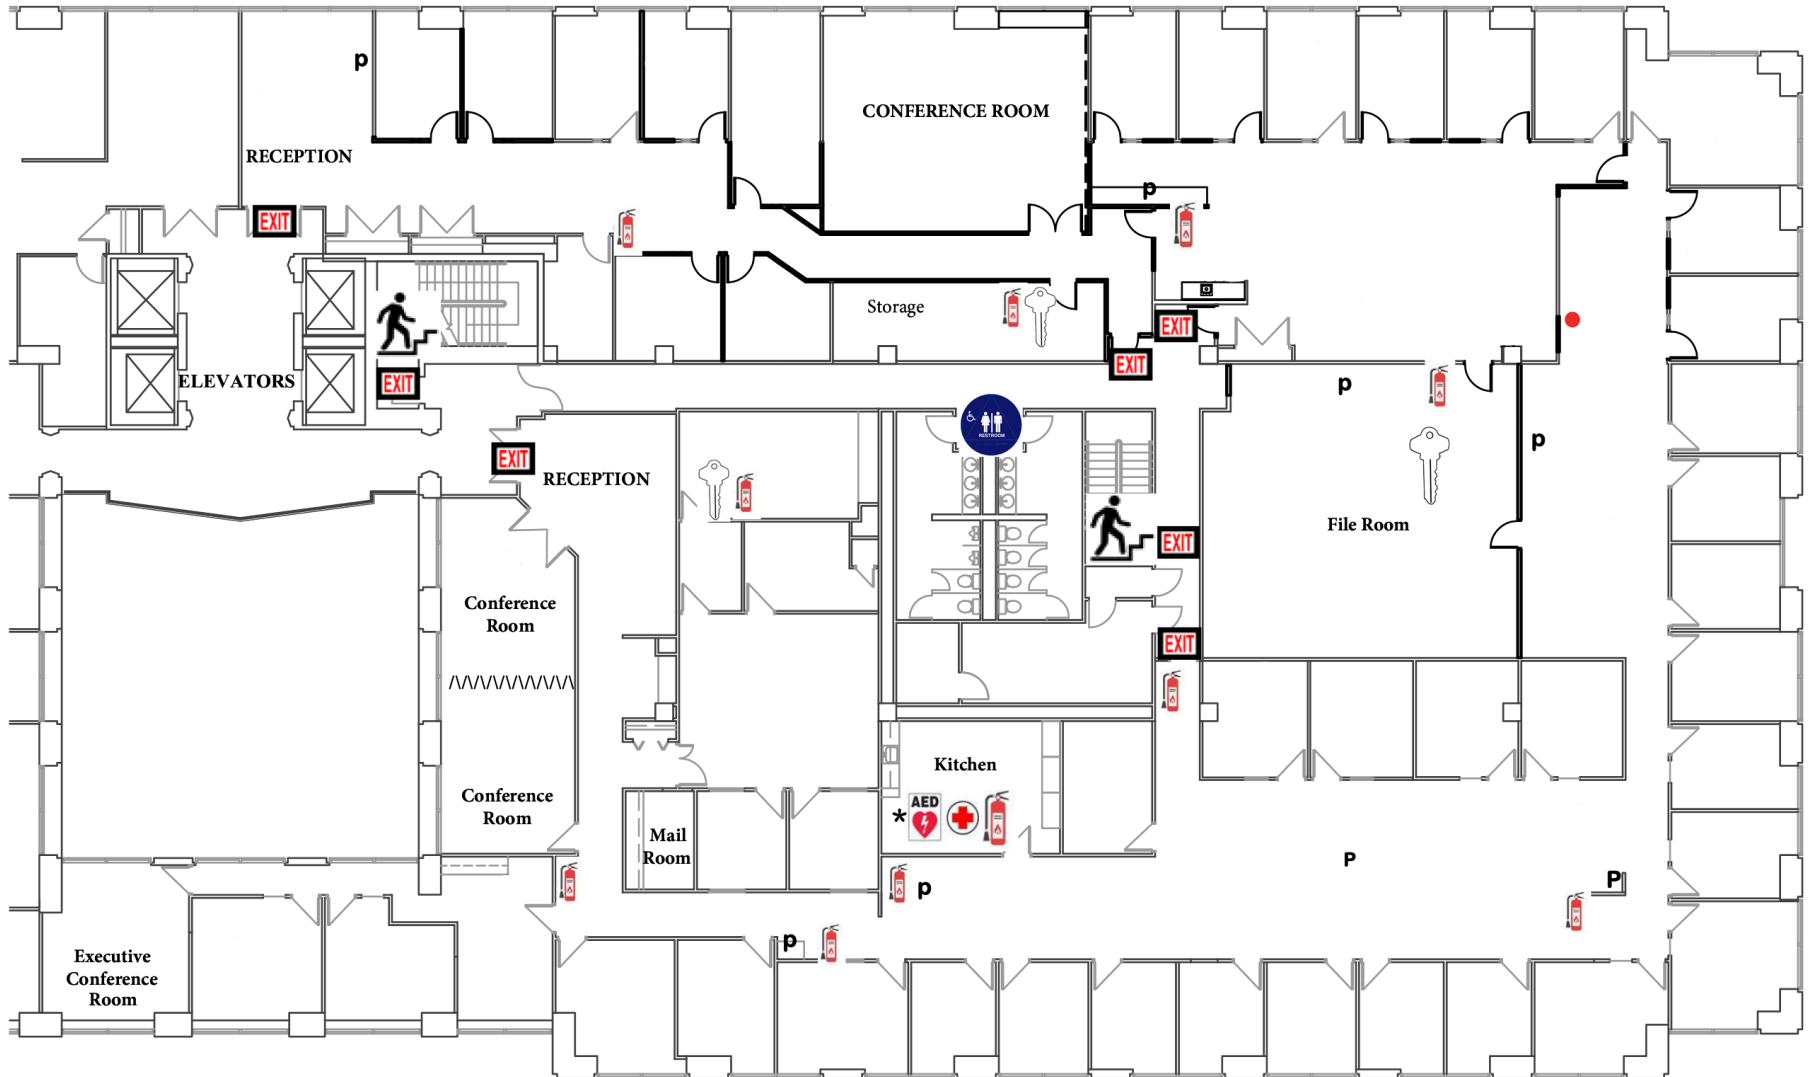 p
CONFERENCE ROOM
RECEPTION
p
EXIT
Storage
EXIT
EXIT
ELEVATORS
EXIT
p
p
RESTROOM
EXIT
RECEPTION
File Room
EXIT
Conference
Room
EXIT
Kitchen
Conference
Room
AED
*
Mail
Room
P
P
p
p
Executive
Conference
Room